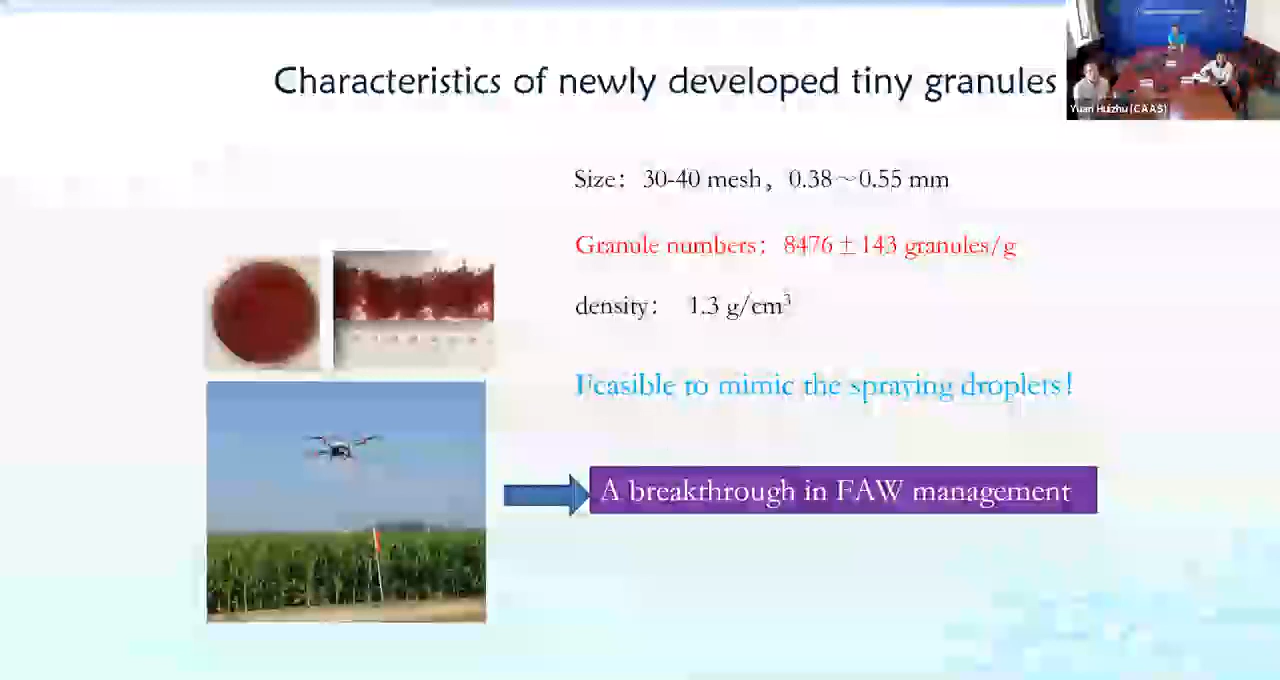 Characteristics of newly developed tiny granules
Yuan Huizhu (CAAS)
Size： 30-40 mesh， 0.38～0.55 mm
Granule numbers： 8476 ± 143 granules/g
density： 1.3 g/cm³
Feasible to mimic the spraying droplets！
A breakthrough in FAW management